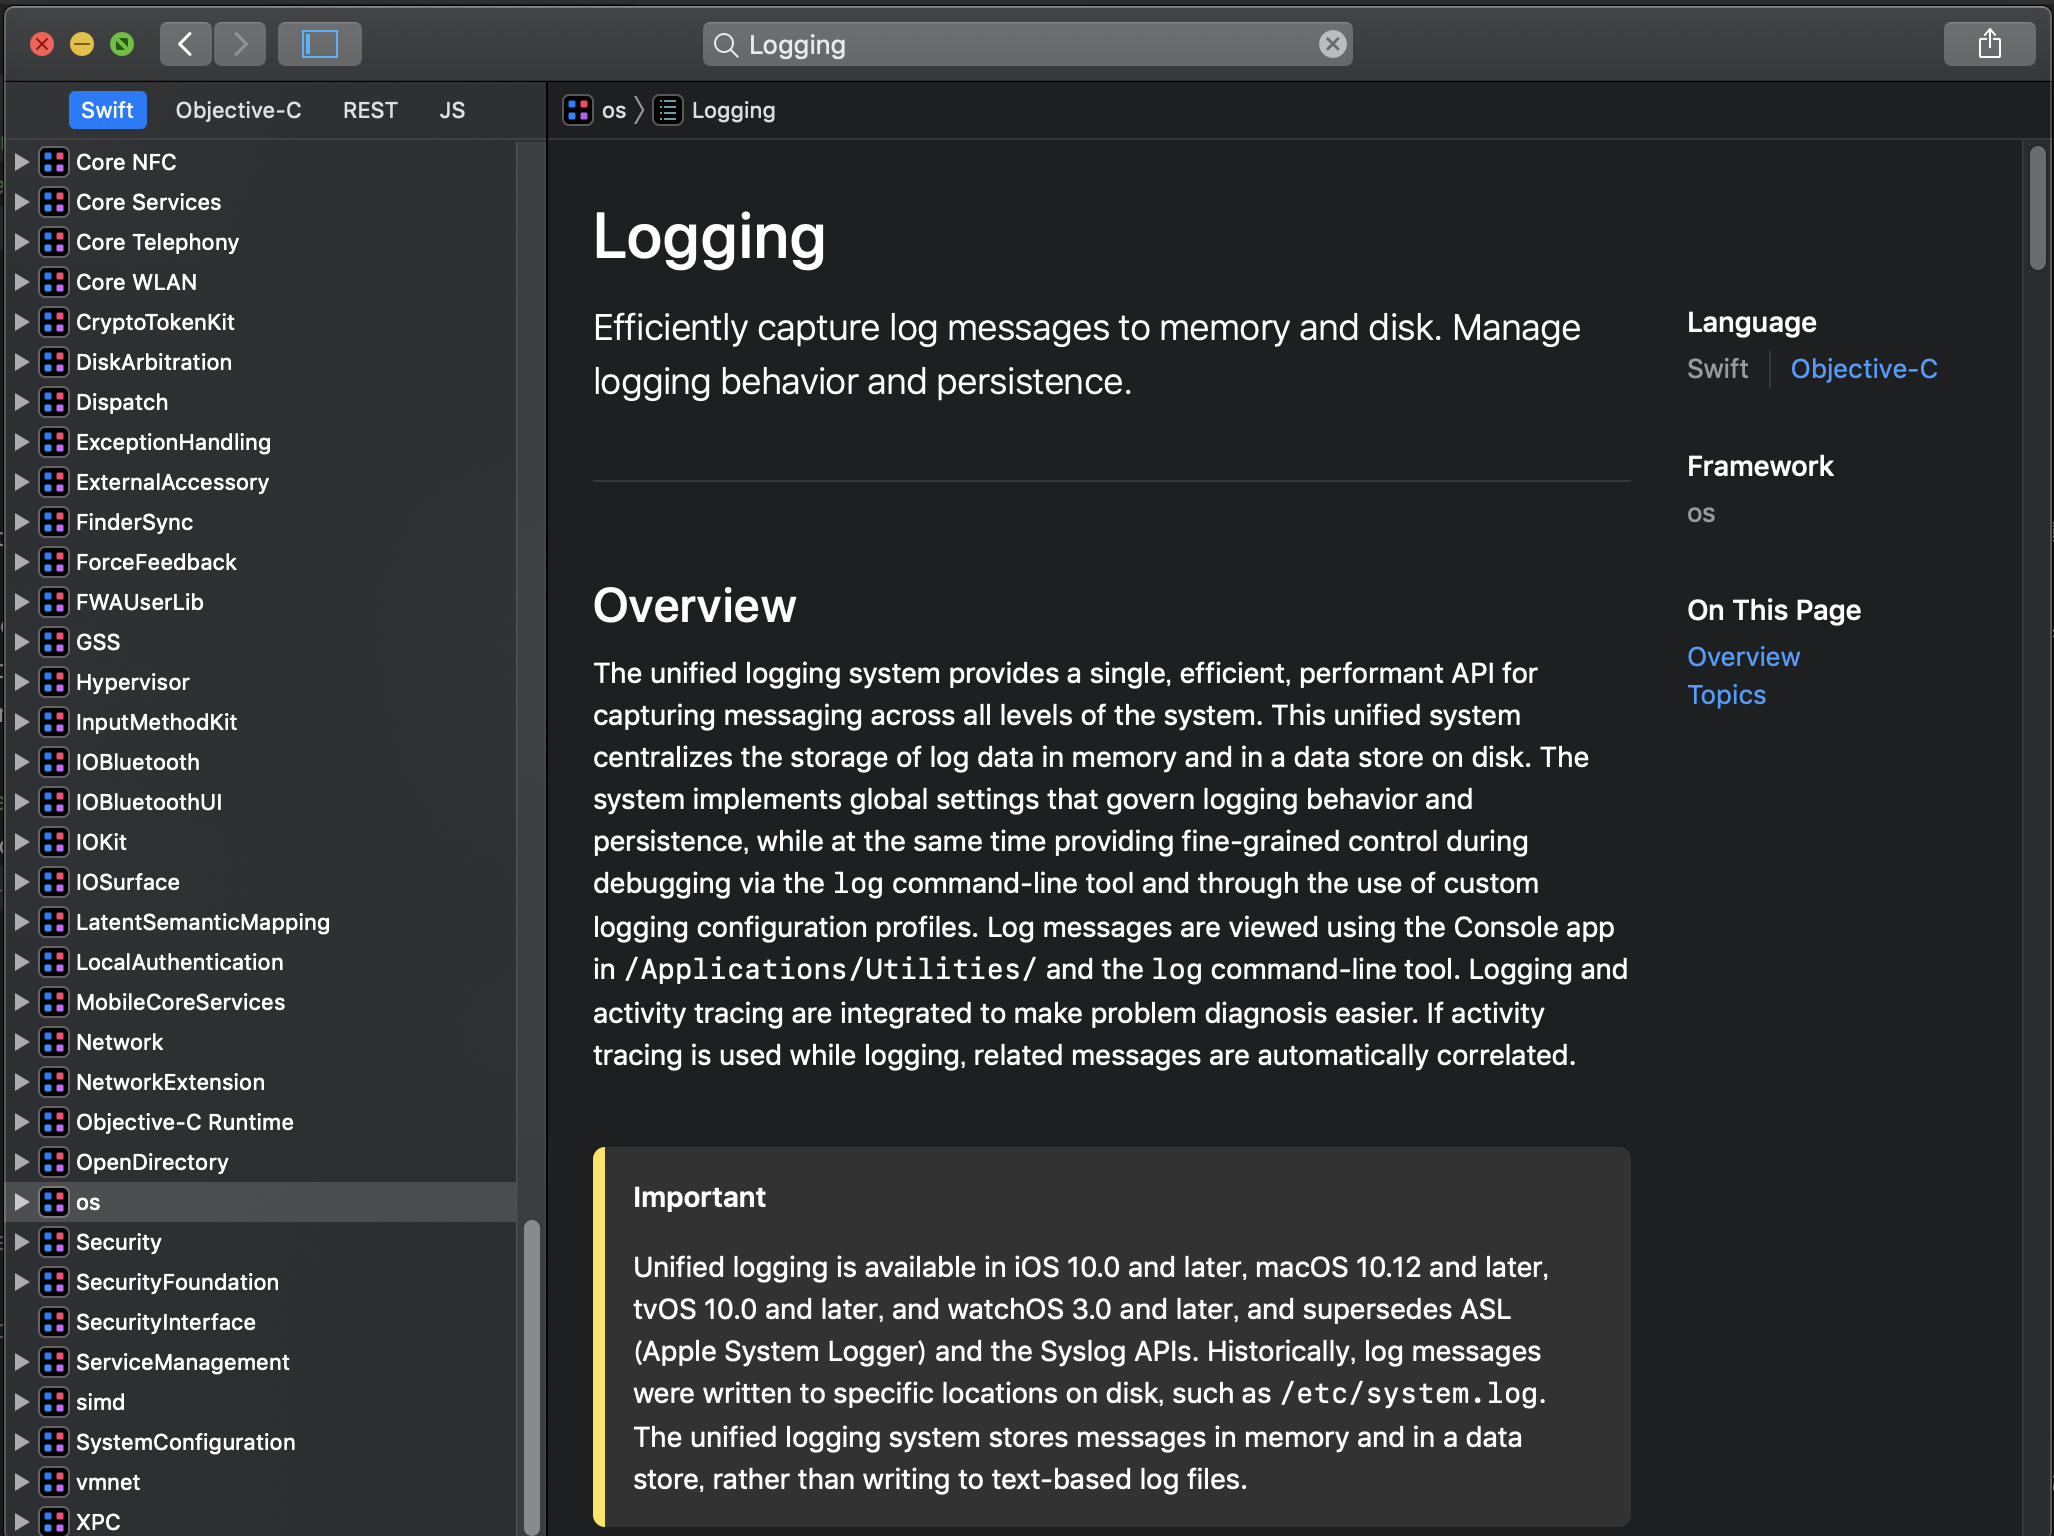 Logging
Swift
Objective-C
REST
JS
os
Logging
Core NFC
Core Services
Core Telephony
Core WLAN
CryptoTokenKit
DiskArbitration
Dispatch
ExceptionHandling
ExternalAccessory
FinderSync
ForceFeedback
FWAUserLib
GSS
Hypervisor
InputMethodKit
IOBluetooth
IOBluetoothUI
IOKit
IOSurface
LatentSemanticMapping
LocalAuthentication
MobileCoreServices
Network
NetworkExtension
Objective-C Runtime
OpenDirectory
os
Security
SecurityFoundation
SecurityInterface
ServiceManagement
simd
SystemConfiguration
vmnet
XPC
Logging
Efficiently capture log messages to memory and disk. Manage
logging behavior and persistence.
Overview
The unified logging system provides a single, efficient, performant API for
capturing messaging across all levels of the system. This unified system
centralizes the storage of log data in memory and in a data store on disk. The
system implements global settings that govern logging behavior and
persistence, while at the same time providing fine-grained control during
debugging via the log command-line tool and through the use of custom
logging configuration profiles. Log messages are viewed using the Console app
in /Applications/Utilities/ and the log command-line tool. Logging and
activity tracing are integrated to make problem diagnosis easier. If activity
tracing is used while logging, related messages are automatically correlated.
Important
Unified logging is available in iOS 10.0 and later, macOS 10.12 and later,
tvOS 10.0 and later, and watchOS 3.0 and later, and supersedes ASL
(Apple System Logger) and the Syslog APIs. Historically, log messages
were written to specific locations on disk, such as /etc/system.log.
The unified logging system stores messages in memory and in a data
store, rather than writing to text-based log files.
Language
Swift
Objective-C
Framework
os
On This Page
Overview
Topics